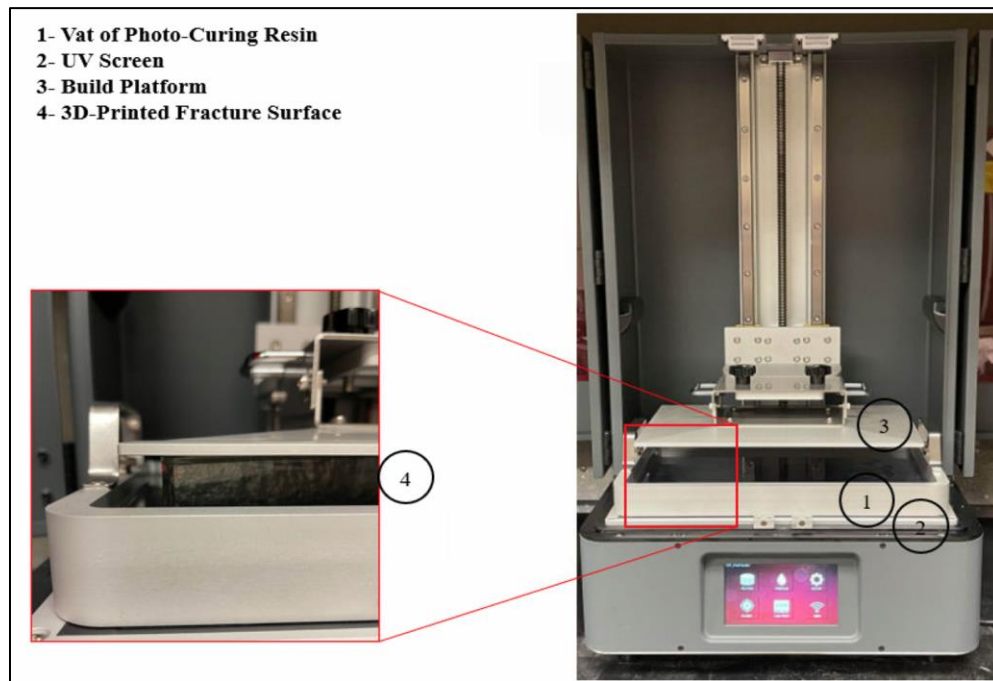 1- Vat of Photo-Curing Resin
2- UV Screen
3- Build Platform
4- 3D-Printed Fracture Surface
3
4
1
2